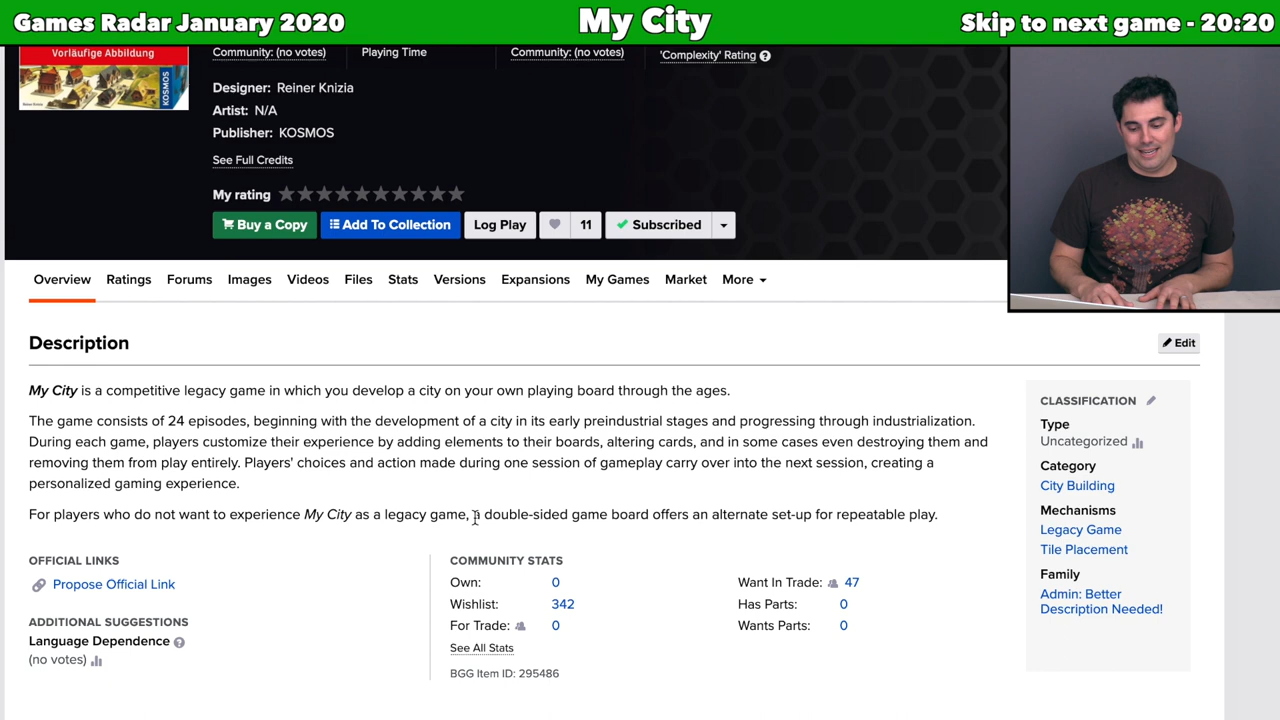 Games Radar January 2020
My City
Skip to next game - 20:20
Vorläufige Abbildung
KOSMOS
Reiner Knizia
Community: (no votes)
Playing Time
Community: (no votes)
'Complexity' Rating ?
Designer: Reiner Knizia
Artist: N/A
Publisher: KOSMOS
See Full Credits
My rating
Buy a Copy
Add To Collection
Log Play
11
Subscribed
Overview
Ratings
Forums
Images
Videos
Files
Stats
Versions
Expansions
My Games
Market
More
Description
Edit
My City is a competitive legacy game in which you develop a city on your own playing board through the ages.
The game consists of 24 episodes, beginning with the development of a city in its early preindustrial stages and progressing through industrialization.
During each game, players customize their experience by adding elements to their boards, altering cards, and in some cases even destroying them and
removing them from play entirely. Players' choices and action made during one session of gameplay carry over into the next session, creating a
personalized gaming experience.
For players who do not want to experience My City as a legacy game, a double-sided game board offers an alternate set-up for repeatable play.
CLASSIFICATION
Type
Uncategorized
Category
City Building
Mechanisms
Legacy Game
Tile Placement
Family
Admin: Better
Description Needed!
OFFICIAL LINKS
Propose Official Link
ADDITIONAL SUGGESTIONS
Language Dependence ?
(no votes)
COMMUNITY STATS
Own: 0
Wishlist: 342
For Trade: 0
See All Stats
BGG Item ID: 295486
Want In Trade: 47
Has Parts: 0
Wants Parts: 0